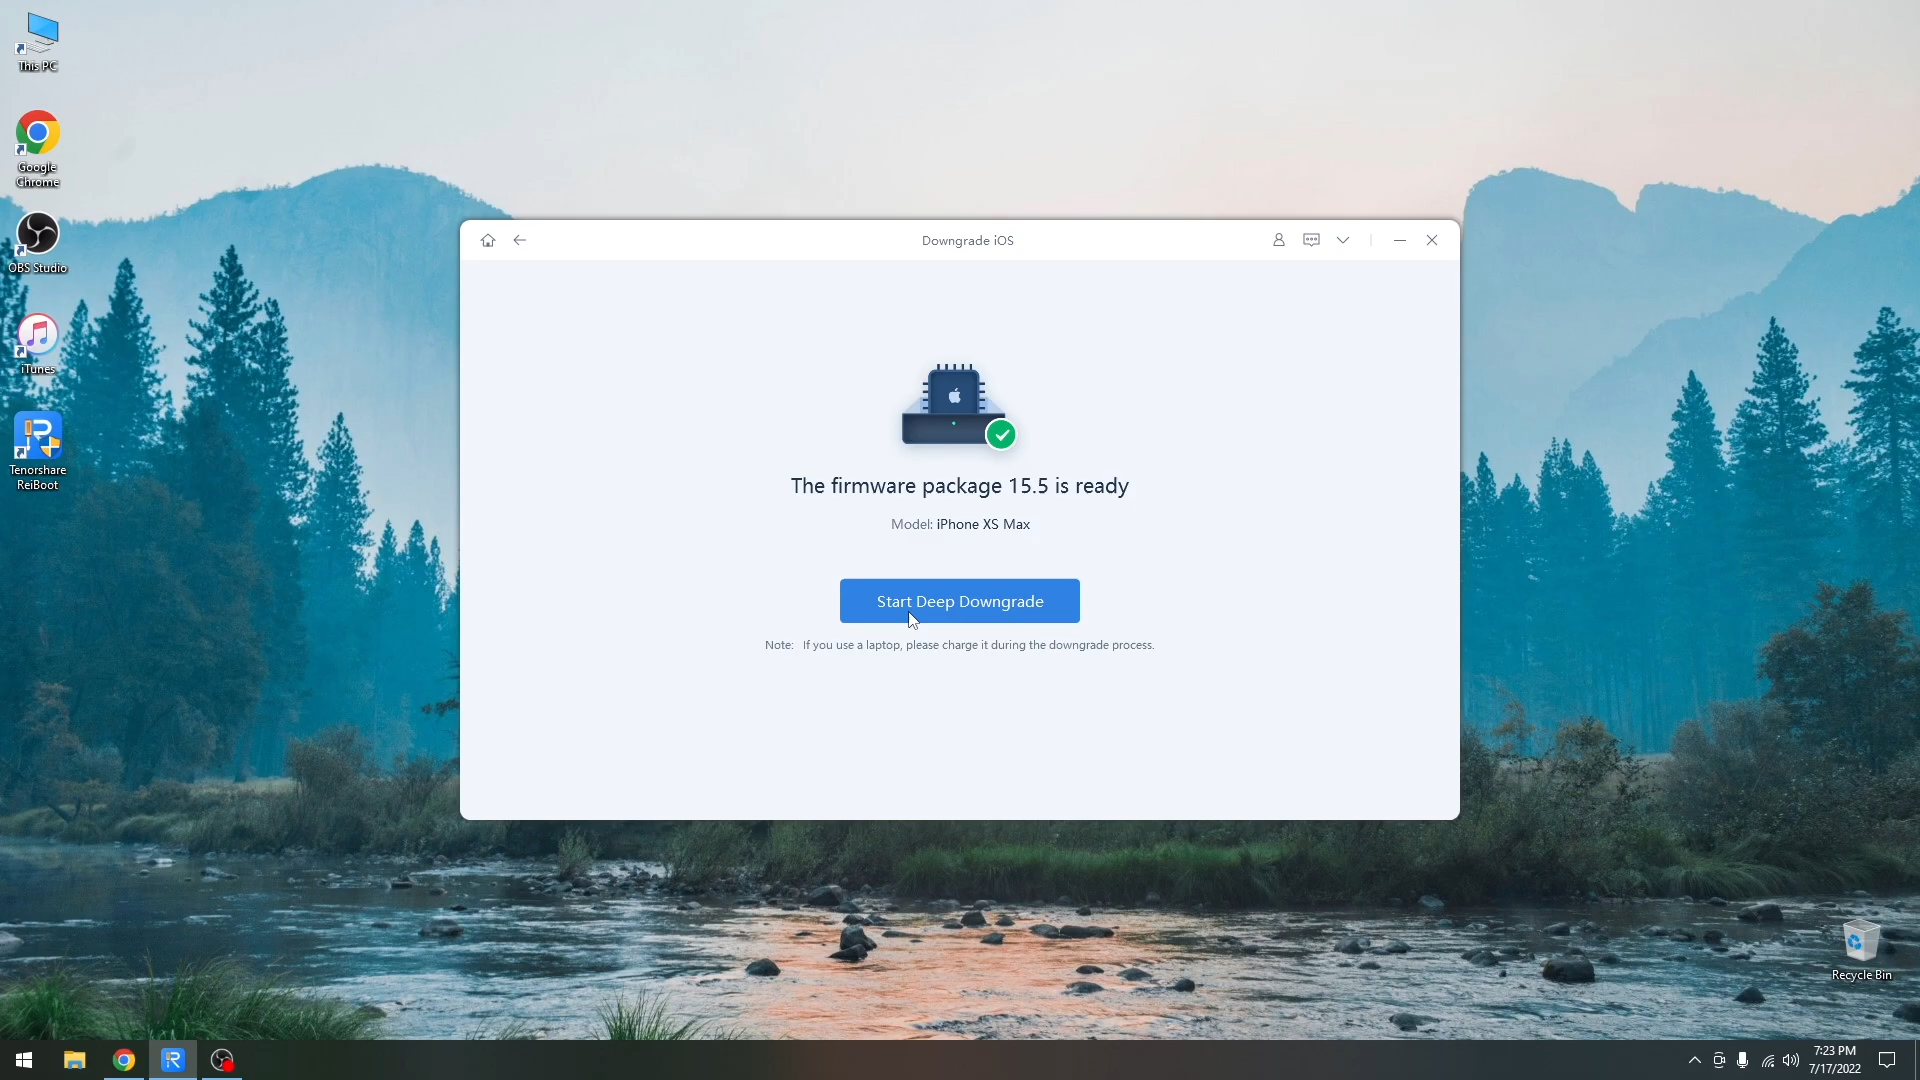 This PC
Google
Chrome
OBS Studio
iTunes
Tenorshare
ReiBoot
Downgrade iOS
The firmware package 15.5 is ready
Model: iPhone XS Max
Start Deep Downgrade
Note: If you use a laptop, please charge it during the downgrade process.
Recycle Bin
7:23 PM
7/17/2022